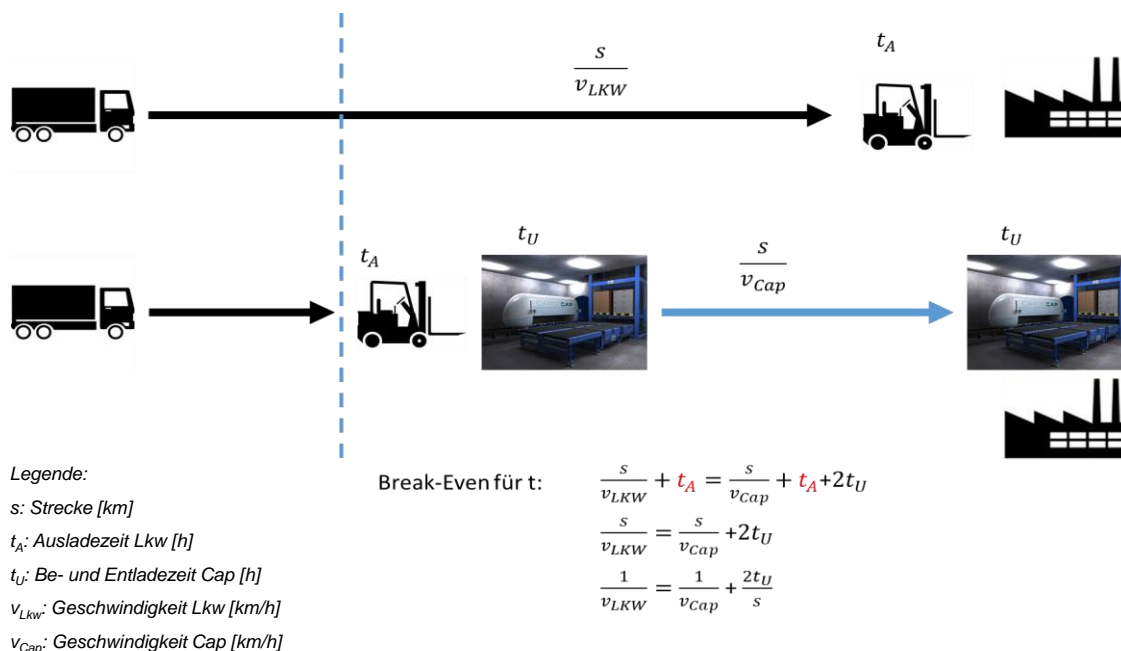 s/v_LKW
t_A
t_A
t_U
s/v_Cap
t_U
Legende:
s: Strecke [km]
t_A: Ausladezeit Lkw [h]
t_U: Be- und Entladezeit Cap [h]
v_Lkw: Geschwindigkeit Lkw [km/h]
v_Cap: Geschwindigkeit Cap [km/h]
Break-Even für t: s/v_LKW + t_A = s/v_Cap + t_A+2t_U
s/v_LKW = s/v_Cap +2t_U
1/v_LKW = 1/v_Cap + 2t_U/s